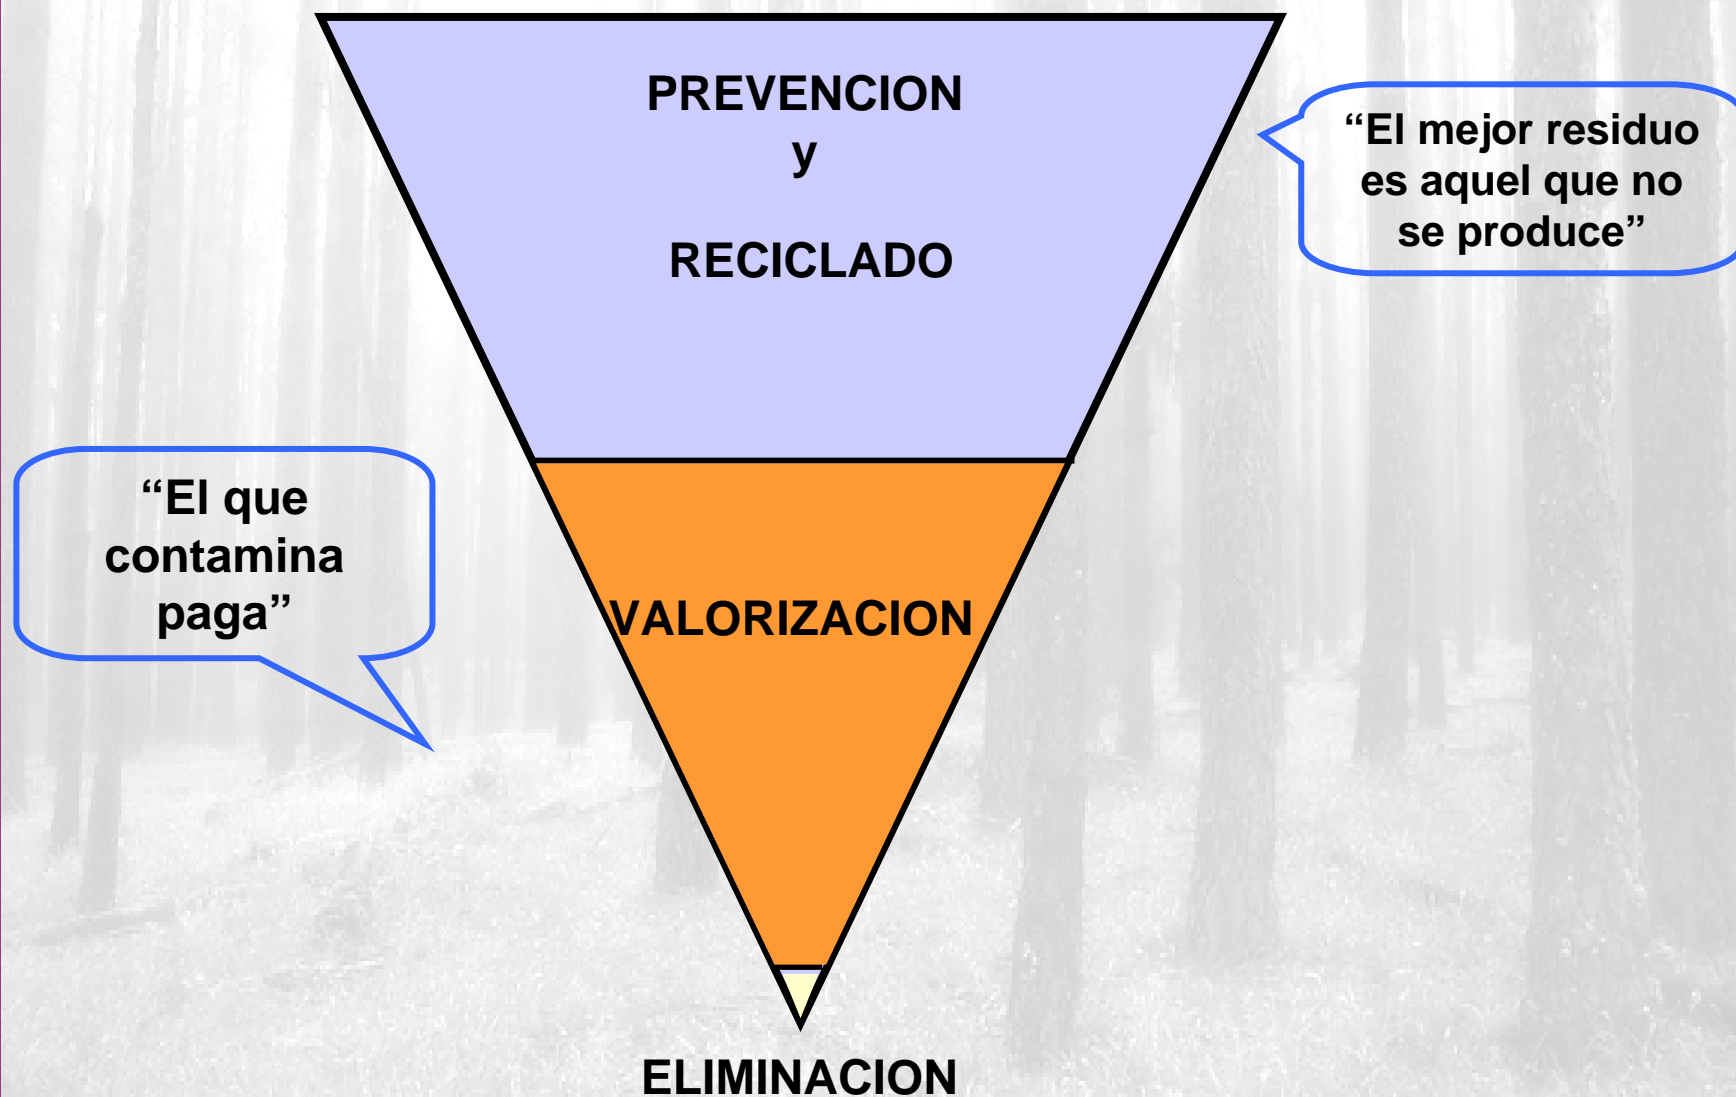 PREVENCION
y
RECICLADO
“El mejor residuo
es aquel que no
se produce”
“El que
contamina
paga”
VALORIZACION
ELIMINACION